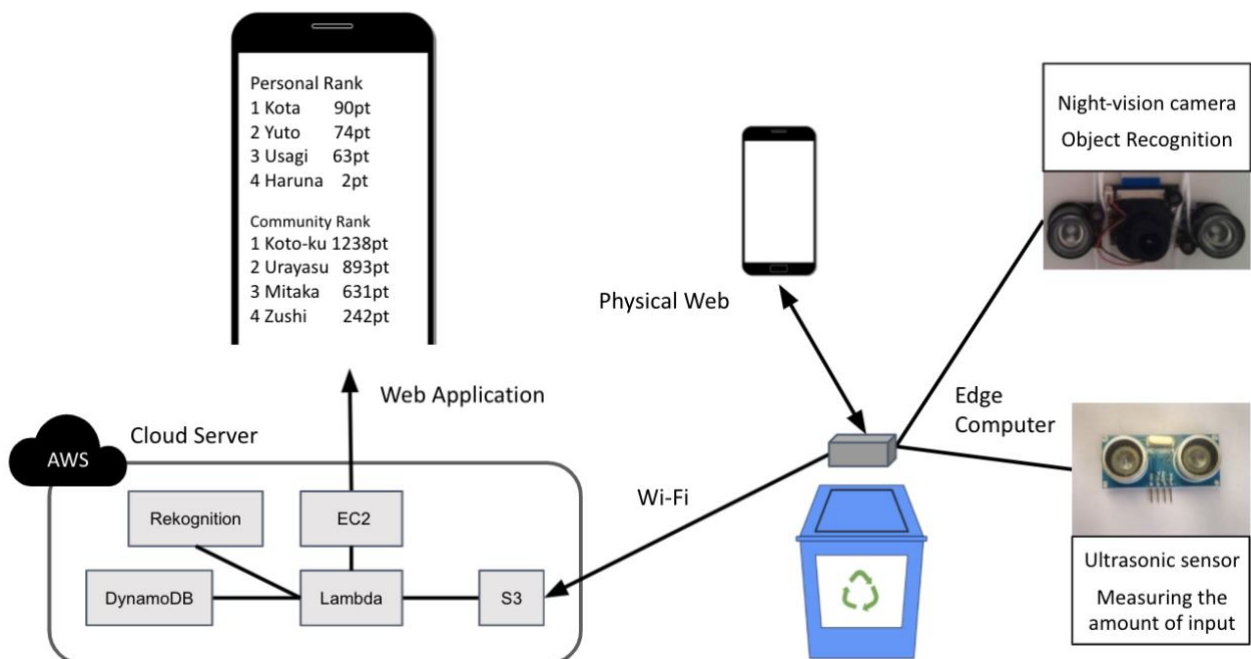 Personal Rank
1 Kota 90pt
2 Yuto 74pt
3 Usagi 63pt
4 Haruna 2pt
Community Rank
1 Koto-ku 1238pt
2 Urayasu 893pt
3 Mitaka 631pt
4 Zushi 242pt
Night-vision camera
Object Recognition
Physical Web
Web Application
Edge
Computer
Cloud Server
AWS
Wi-Fi
Rekognition
EC2
DynamoDB
Lambda
S3
Ultrasonic sensor
Measuring the
amount of input